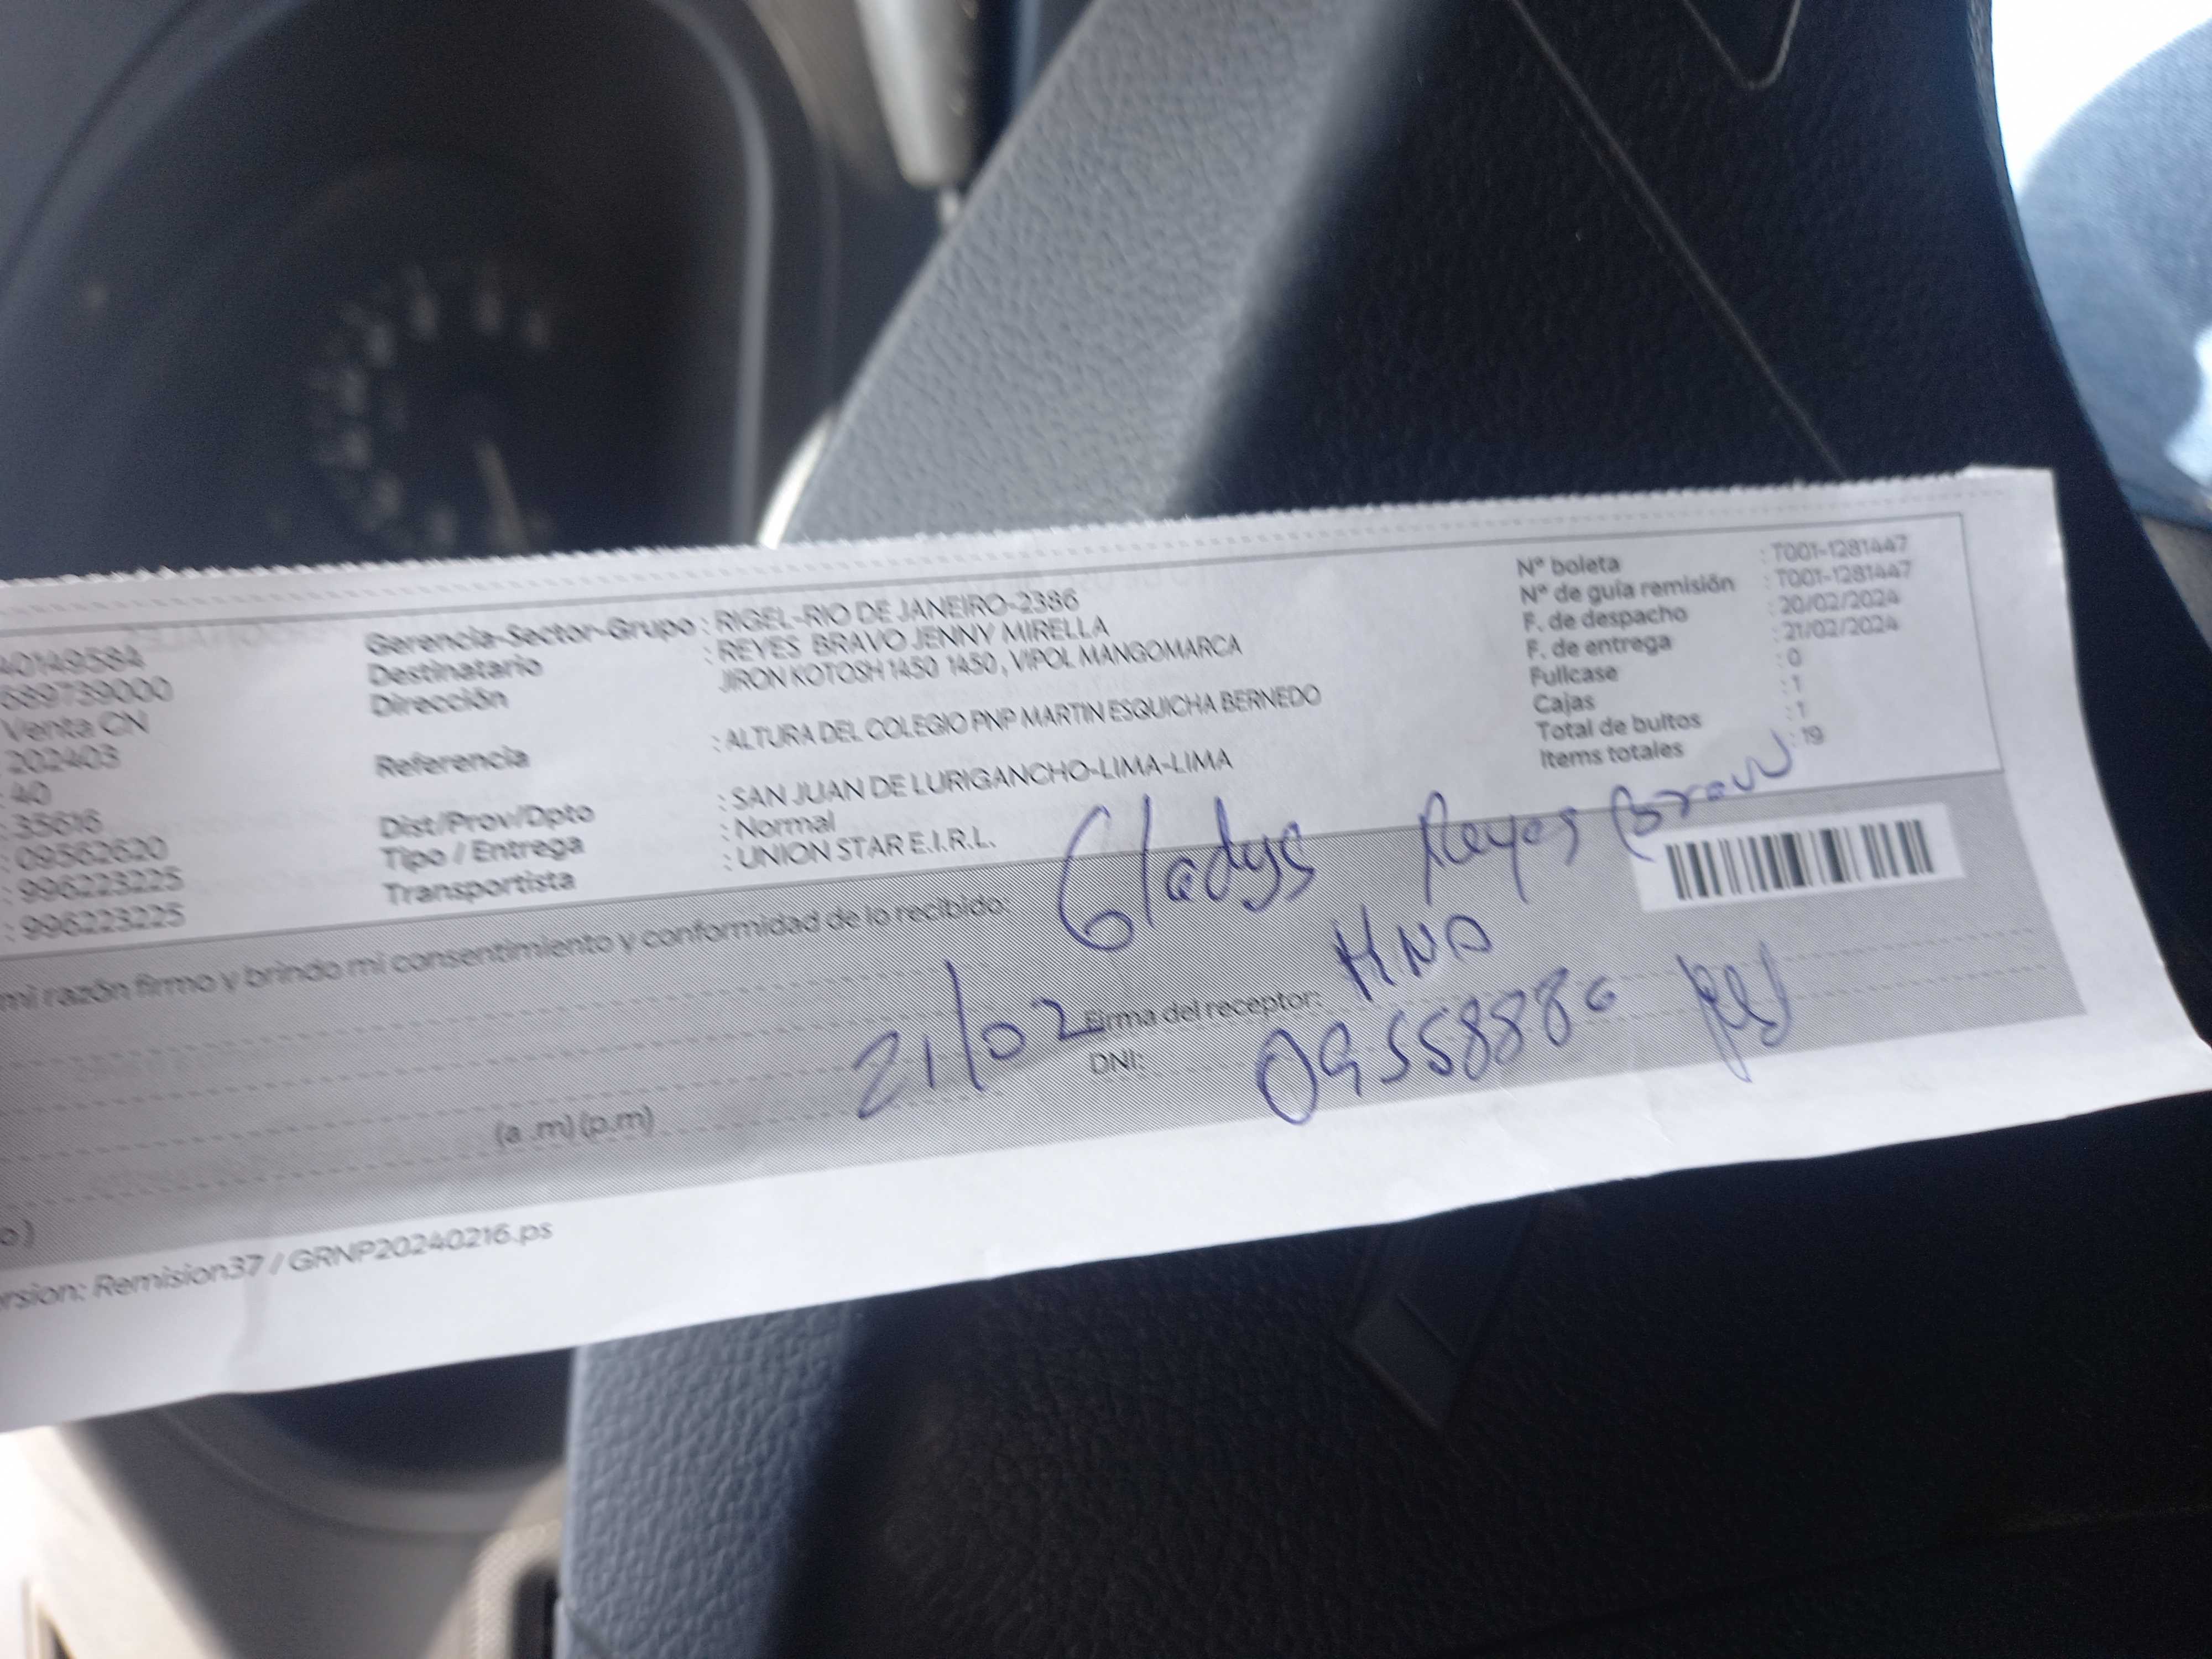 40149584
689739000
Venta CN
202403
: 40
: 35616
: 09562620
: 996223225
: 996223225
Gerencia-Sector-Grupo : RIGEL-RIO DE JANEIRO-2386
Destinatario : REYES BRAVO JENNY MIRELLA
Dirección JIRON KOTOSH 1450 1450 , VIPOL MANGOMARCA
Referencia : ALTURA DEL COLEGIO PNP MARTIN ESQUICHA BERNEDO
Dist/Prov/Dpto : SAN JUAN DE LURIGANCHO-LIMA-LIMA
Tipo / Entrega : Normal
Transportista : UNION STAR E.I.R.L.
N° boleta : T001-1281447
N° de guía remisión : T001-1281447
F. de despacho : 20/02/2024
F. de entrega : 21/02/2024
Fullcase : 0
Cajas : 1
Total de bultos : 1
Items totales : 19
mi razón firmo y brindo mi consentimiento y conformidad de lo recibido: Gladys Reyes Bravo
HNA
21/02 Firma del receptor:
DNI: 09558880
(a .m) (p.m)
o )
rsion: Remision37 / GRNP20240216.ps